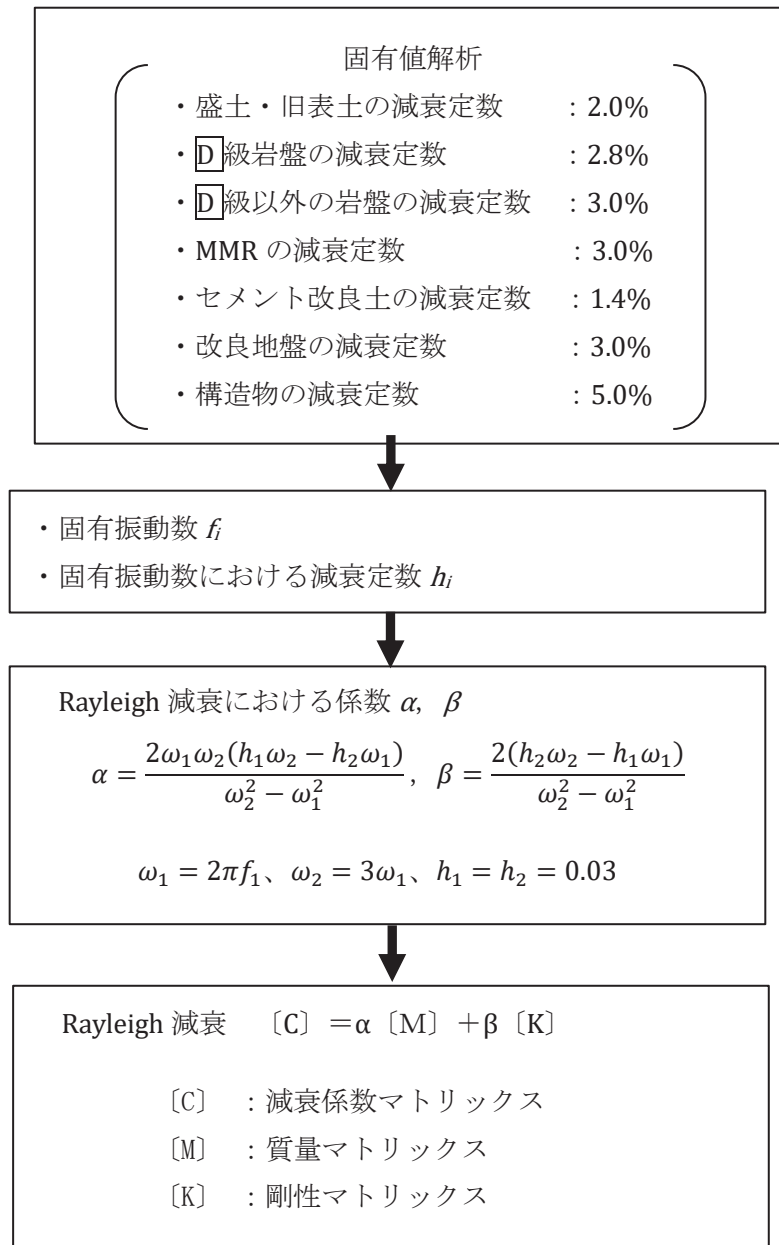 固有値解析
・盛土・旧表土の減衰定数 : 2.0%
・D級岩盤の減衰定数 : 2.8%
・D級以外の岩盤の減衰定数 : 3.0%
・MMR の減衰定数 : 3.0%
・セメント改良土の減衰定数 : 1.4%
・改良地盤の減衰定数 : 3.0%
・構造物の減衰定数 : 5.0%
・固有振動数 fi
・固有振動数における減衰定数 hi
Rayleigh 減衰における係数 α, β
α = 2ω₁ω₂(h₁ω₂ − h₂ω₁) / (ω₂² − ω₁²) , β = 2(h₂ω₂ − h₁ω₁) / (ω₂² − ω₁²)
ω₁ = 2πf₁、ω₂ = 3ω₁、h₁ = h₂ = 0.03
Rayleigh 減衰 〔C〕=α〔M〕+β〔K〕
〔C〕 :減衰係数マトリックス
〔M〕 :質量マトリックス
〔K〕 :剛性マトリックス